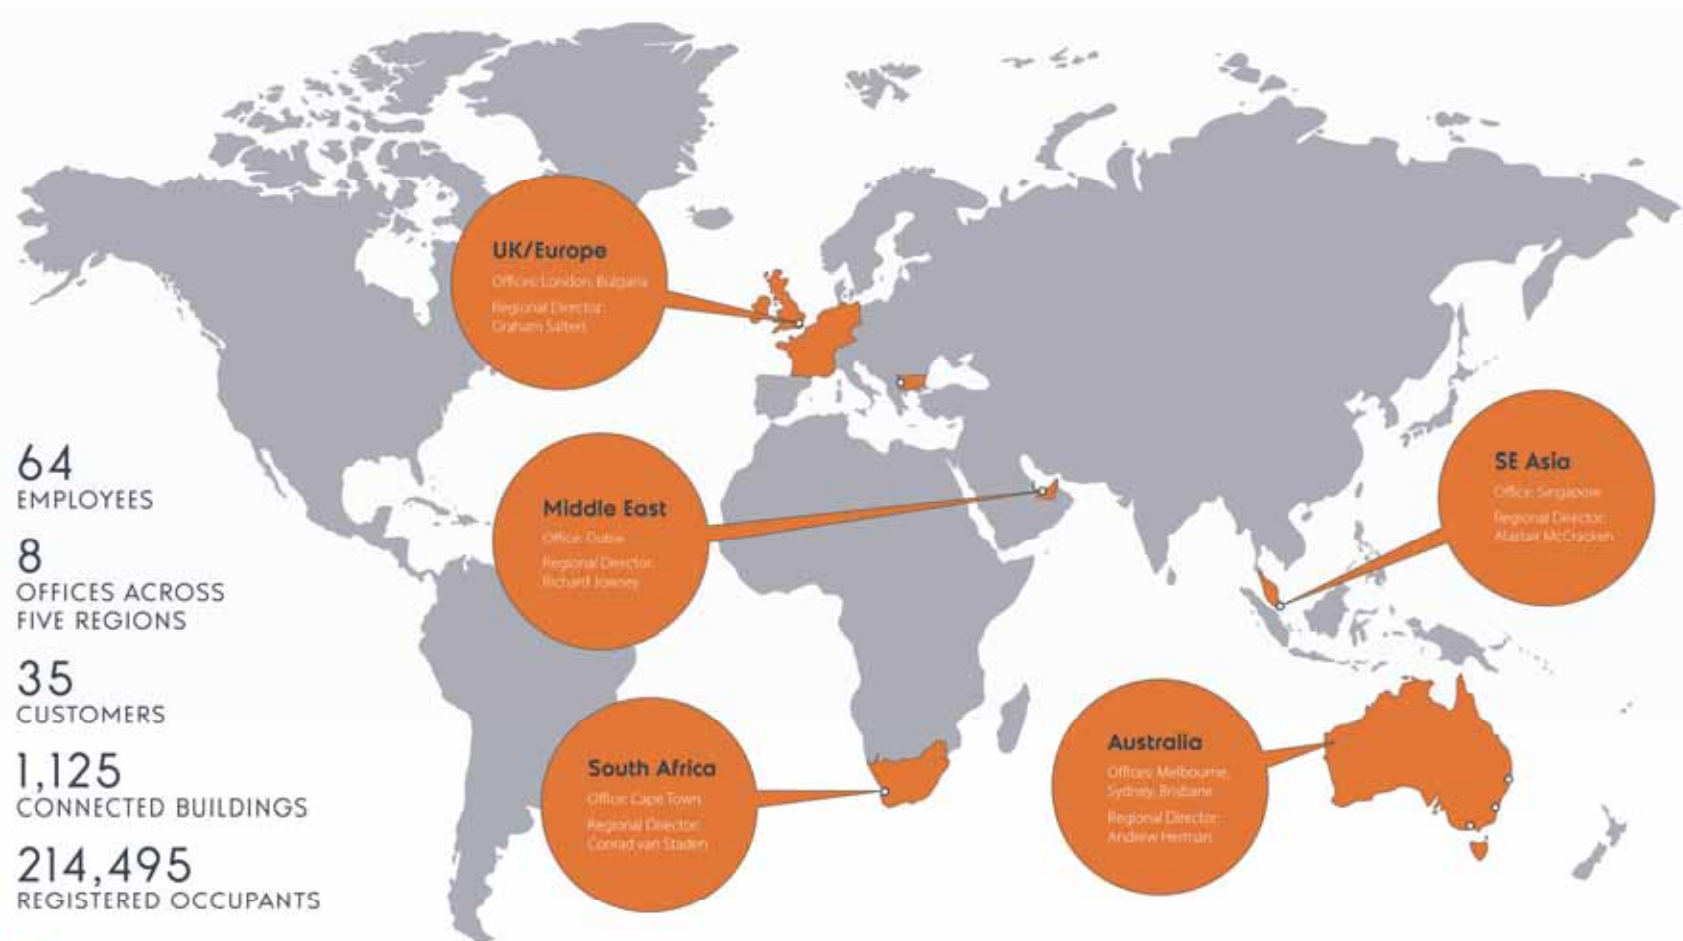 64
EMPLOYEES
8
OFFICES ACROSS
FIVE REGIONS
35
CUSTOMERS
1,125
CONNECTED BUILDINGS
214,495
REGISTERED OCCUPANTS
UK/Europe
Offices: London, Bulgaria
Regional Director:
Graham Salters
Middle East
Office: Dubai
Regional Director:
Richard Jowsey
South Africa
Office: Cape Town
Regional Director:
Conrad van Staden
SE Asia
Office: Singapore
Regional Director:
Alastair McCracken
Australia
Offices: Melbourne,
Sydney, Brisbane
Regional Director:
Andrew Herman